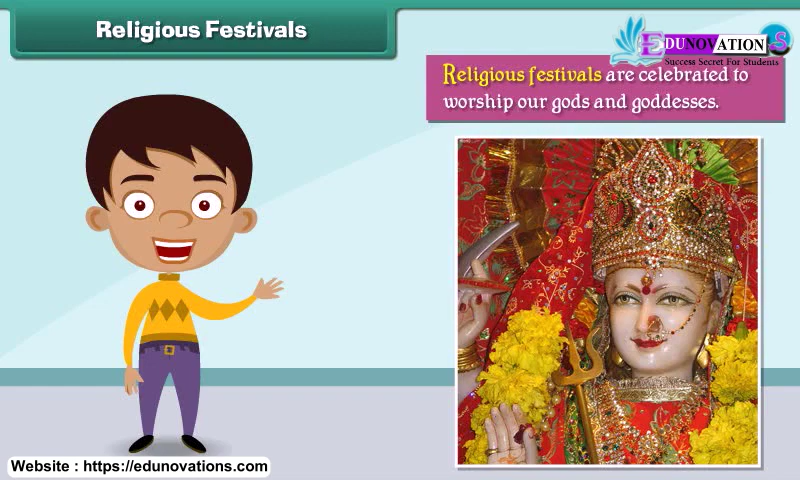 Religious Festivals
EDUNOVATIONS
Success Secret For Students
Religious festivals are celebrated to
worship our gods and goddesses.
Website : https://edunovations.com